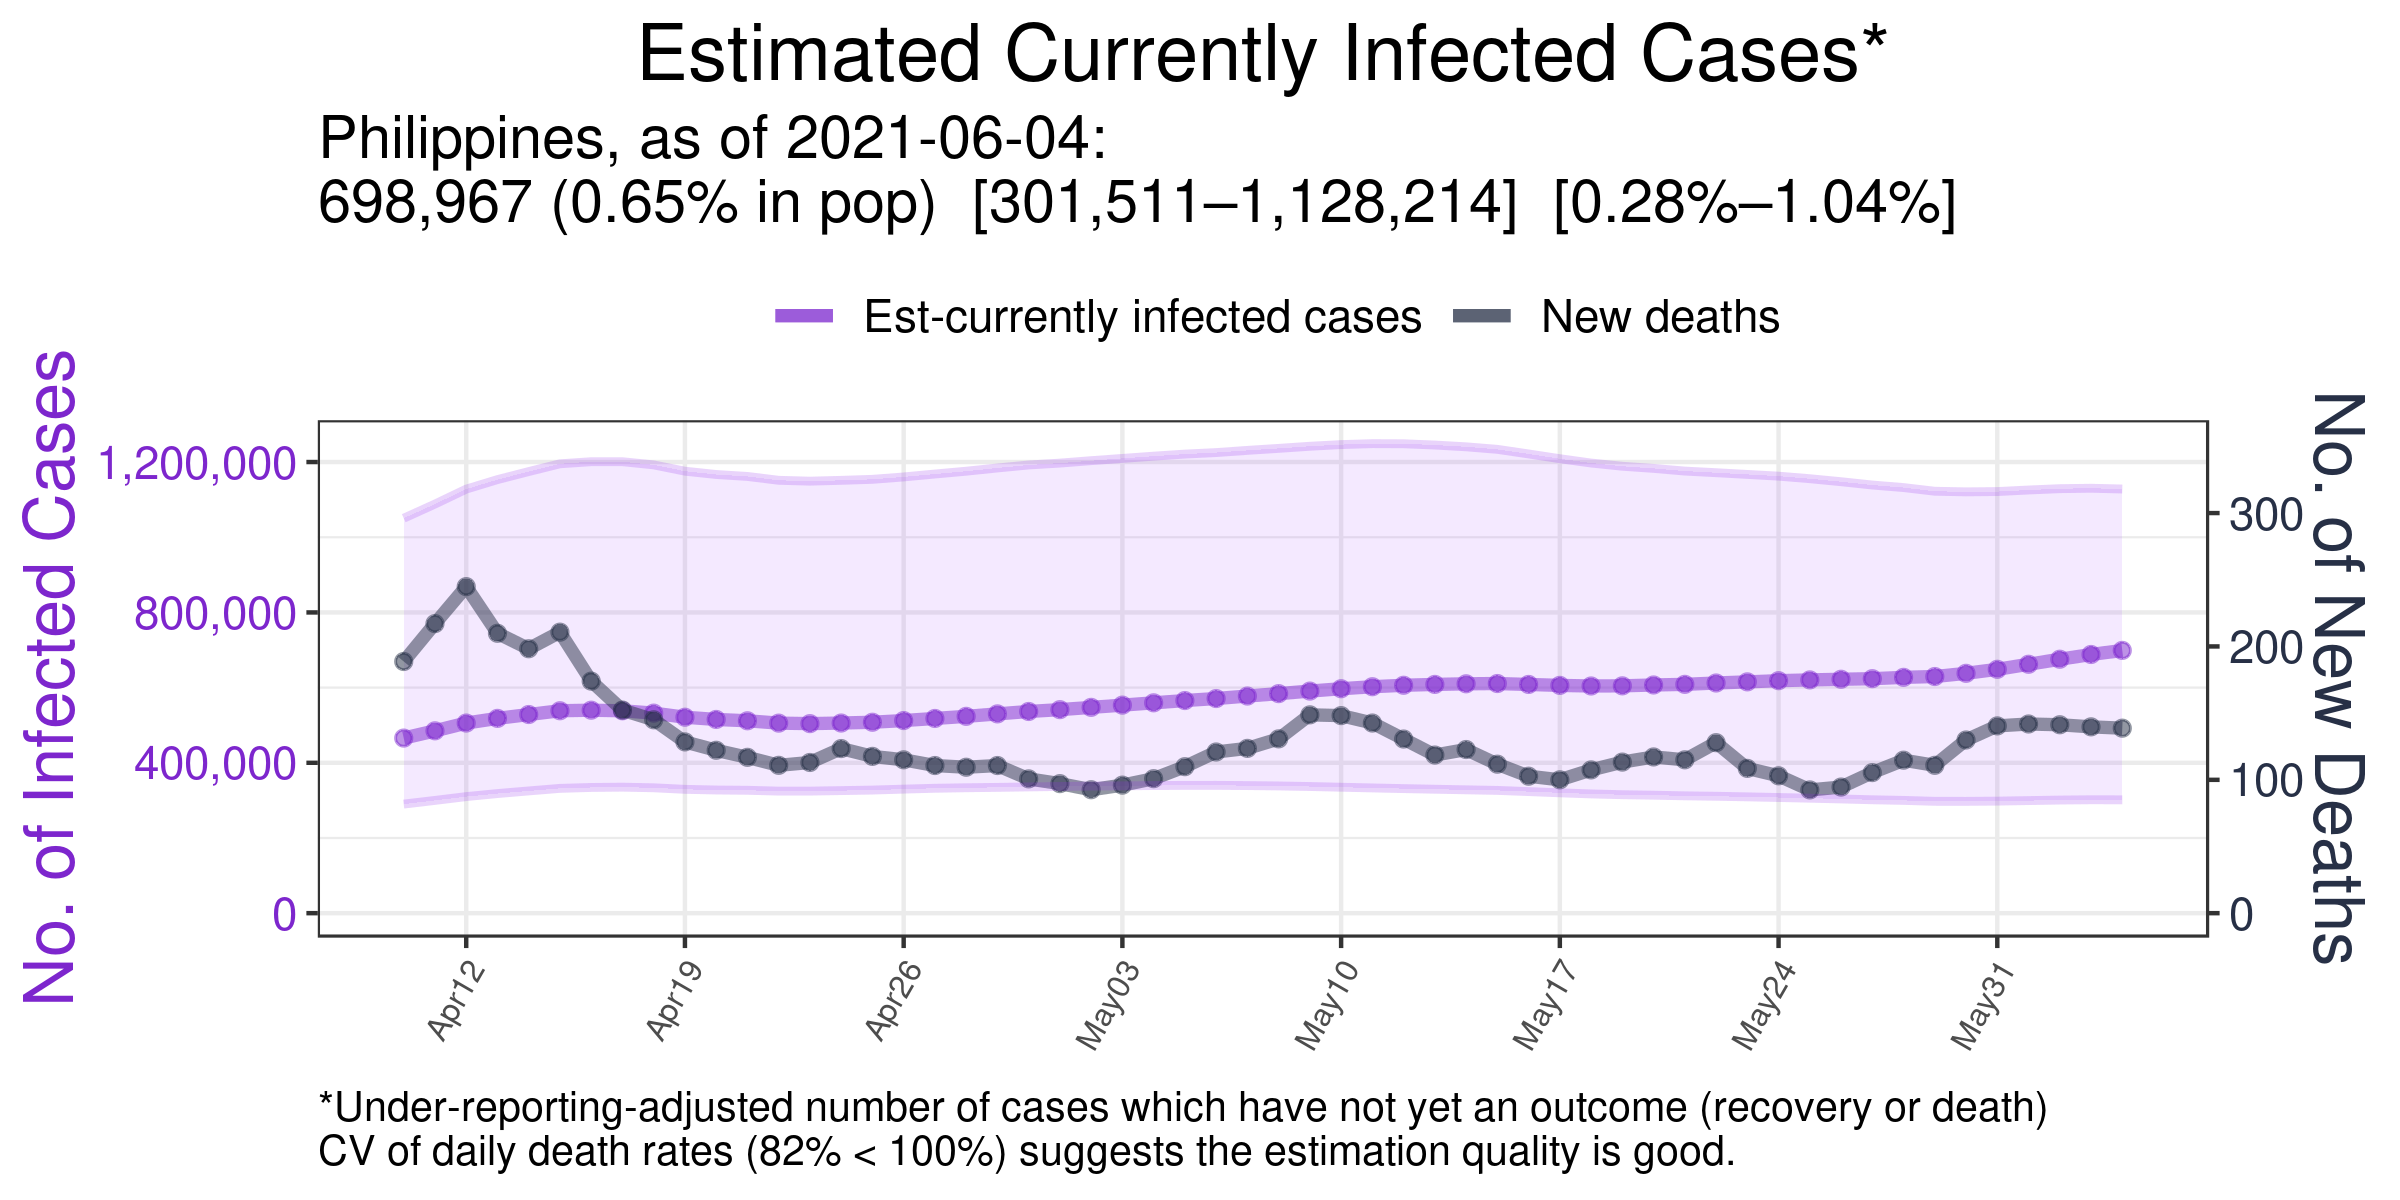 Estimated Currently Infected Cases*
Philippines, as of 2021-06-04:
698,967 (0.65% in pop) [301,511–1,128,214] [0.28%–1.04%]
Est-currently infected cases
New deaths
No. of Infected Cases
1,200,000
800,000
400,000
0
300
200
100
0
No. of New Deaths
Apr12
Apr19
Apr26
May03
May10
May17
May24
May31
*Under-reporting-adjusted number of cases which have not yet an outcome (recovery or death)
CV of daily death rates (82% < 100%) suggests the estimation quality is good.